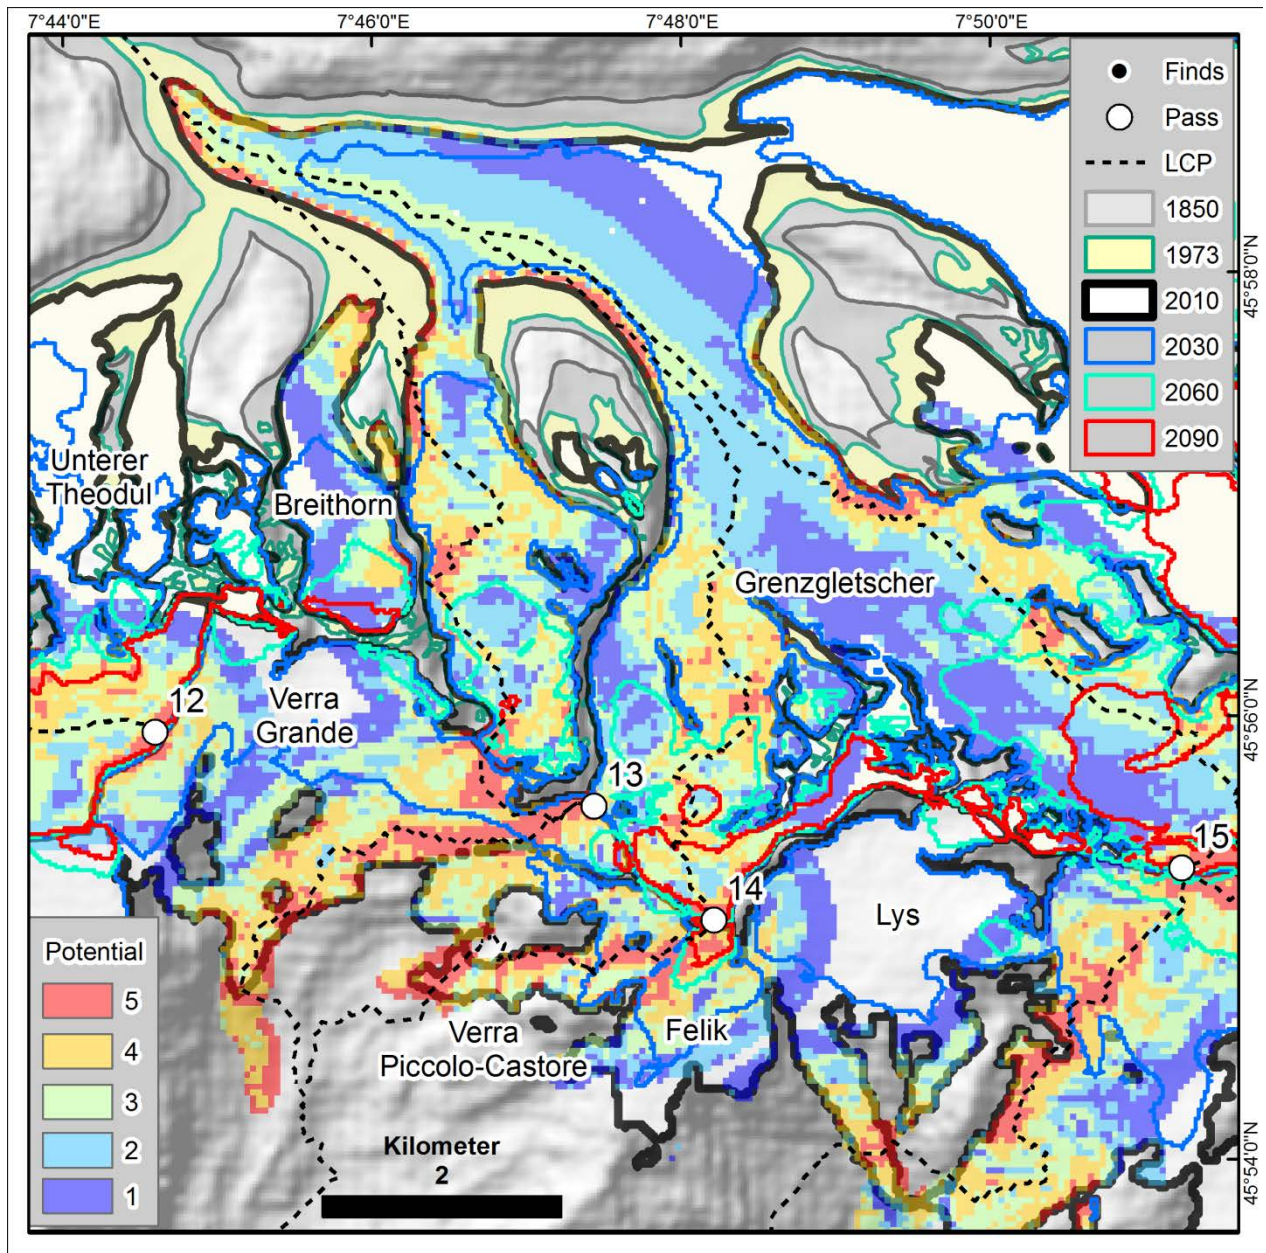 7°44'0"E
7°46'0"E
7°48'0"E
7°50'0"E
Finds
Pass
LCP
1850
1973
2010
2030
2060
2090
45°58'0"N
45°56'0"N
45°54'0"N
Unterer
Theodul
Breithorn
Grenzgletscher
Verra
Grande
12
13
14
15
Lys
Felik
Verra
Piccolo-Castore
Potential
5
4
3
2
1
Kilometer
2